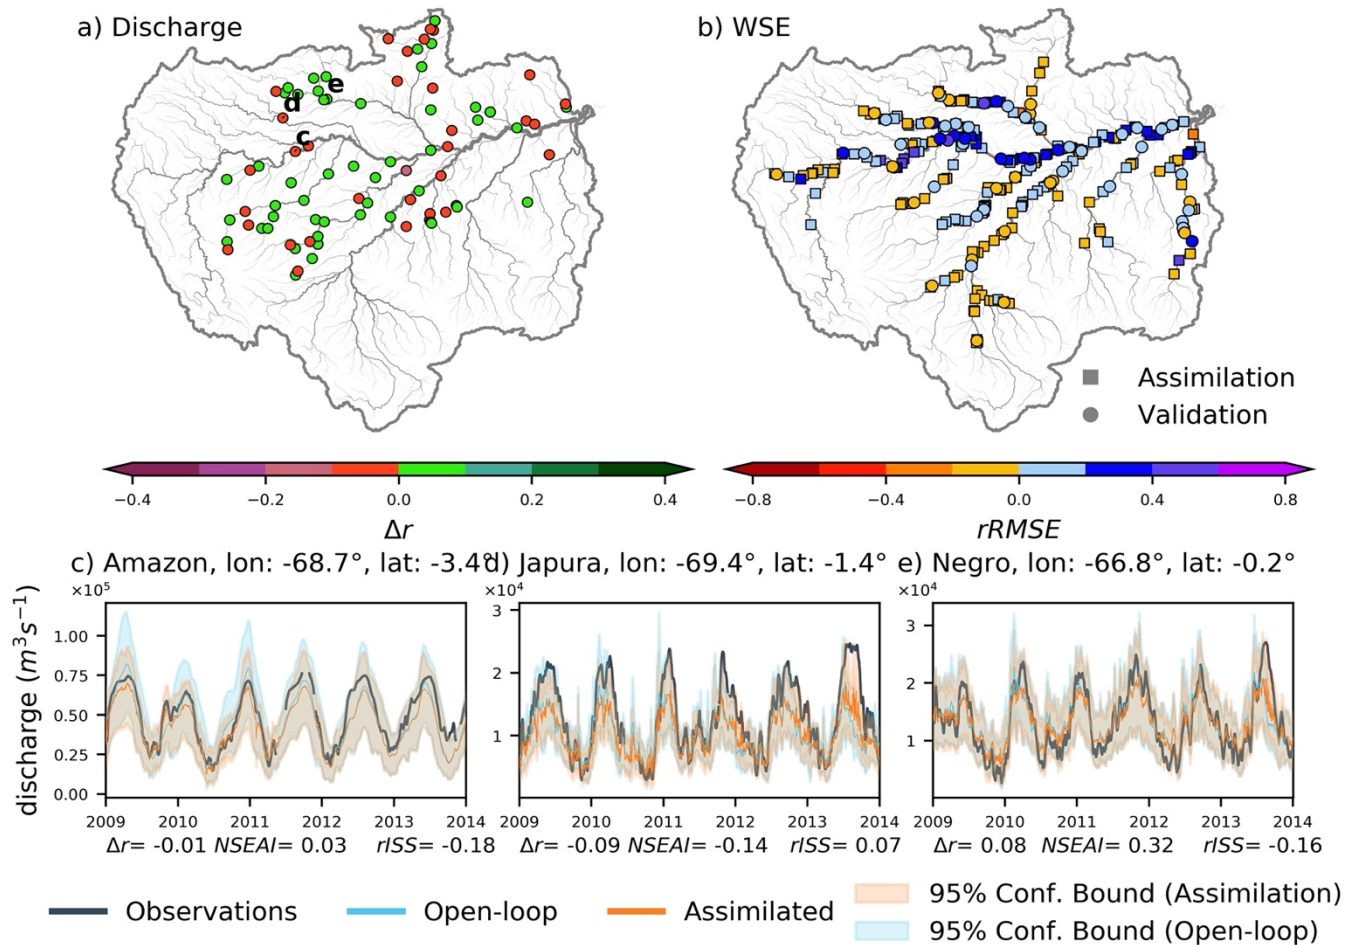 a) Discharge
b) WSE
e
d
c
Assimilation
Validation
−0.4 −0.2 0.0 0.2 0.4
Δr
−0.8 −0.4 0.0 0.4 0.8
rRMSE
c) Amazon, lon: -68.7°, lat: -3.4°
d) Japura, lon: -69.4°, lat: -1.4°
e) Negro, lon: -66.8°, lat: -0.2°
×10⁵
×10⁴
×10⁴
discharge (m³s⁻¹)
1.00
0.75
0.50
0.25
0.00
3
2
1
3
2
1
2009 2010 2011 2012 2013 2014
2009 2010 2011 2012 2013 2014
2009 2010 2011 2012 2013 2014
Δr= -0.01 NSEAI= 0.03 rISS= -0.18
Δr= -0.09 NSEAI= -0.14 rISS= 0.07
Δr= 0.08 NSEAI= 0.32 rISS= -0.16
Observations
Open-loop
Assimilated
95% Conf. Bound (Assimilation)
95% Conf. Bound (Open-loop)